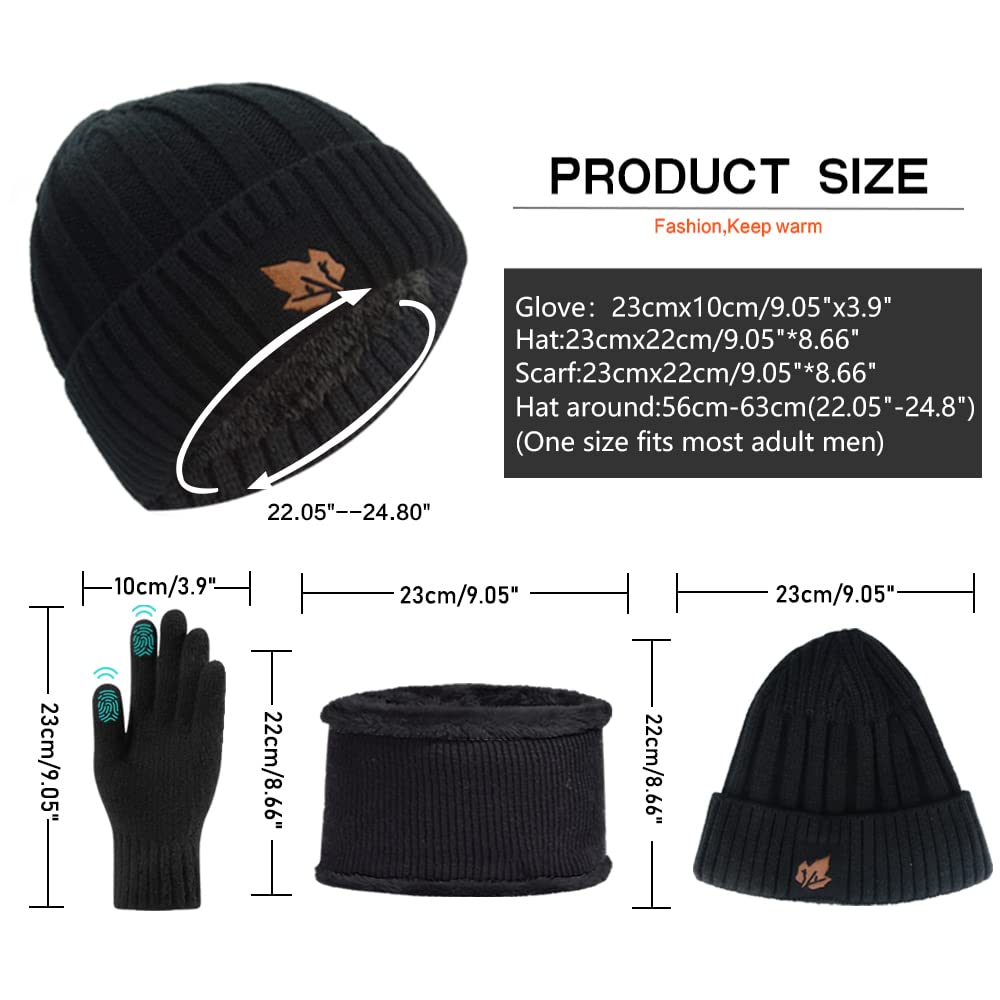 PRODUCT SIZE
Fashion,Keep warm
Glove: 23cmx10cm/9.05"x3.9"
Hat:23cmx22cm/9.05"*8.66"
Scarf:23cmx22cm/9.05"*8.66"
Hat around:56cm-63cm(22.05"-24.8")
(One size fits most adult men)
22.05"--24.80"
10cm/3.9"
23cm/9.05"
23cm/9.05"
23cm/9.05"
22cm/8.66"
22cm/8.66"